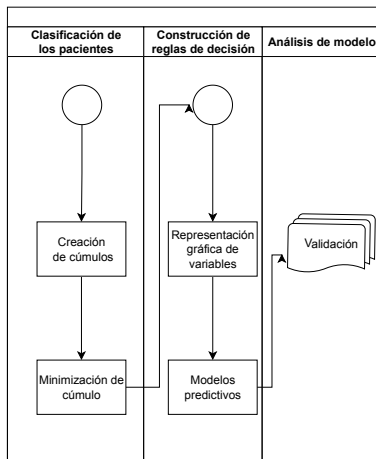 Clasificación de
los pacientes
Construcción de
reglas de decisión
Análisis de modelo
Creación
de cúmulos
Minimización de
cúmulo
Representación
gráfica de
variables
Modelos
predictivos
Validación